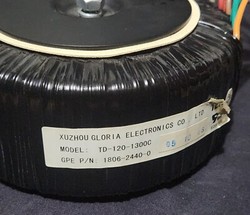 XUZHOU GLORIA ELECTRONICS CO., LTD
MODEL: TD-120-1300C
GPE P/N: 1806-2440-0